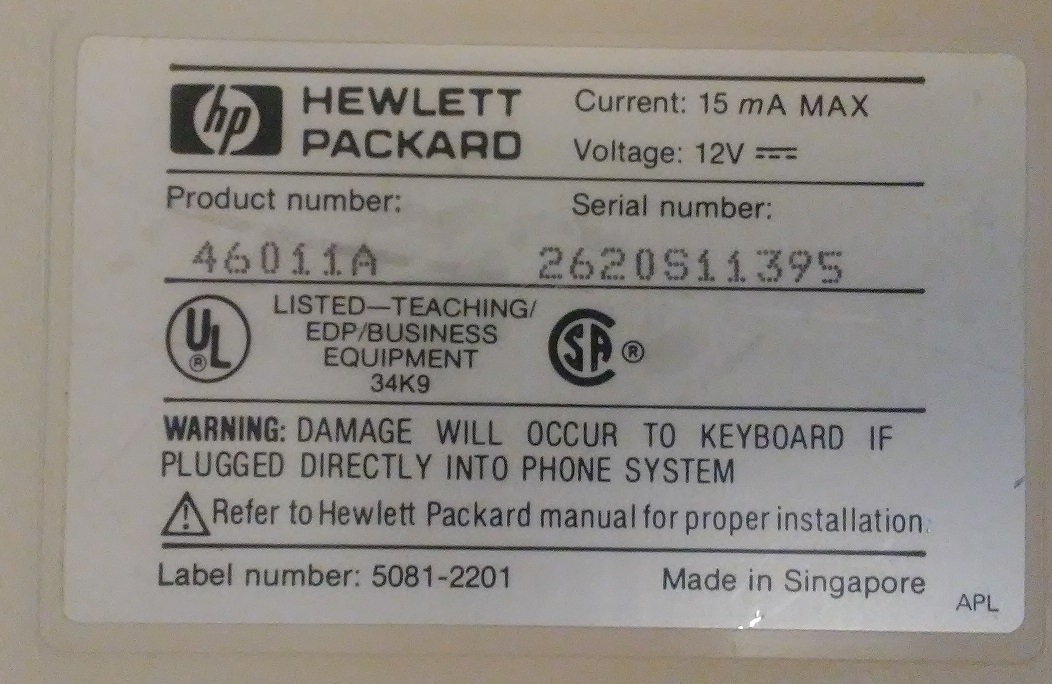 hp HEWLETT PACKARD
Current: 15 mA MAX
Voltage: 12V ⎓
Product number: Serial number:
46011A 2620S11395
UL ® LISTED—TEACHING/
EDP/BUSINESS
EQUIPMENT
34K9
SA ®
WARNING: DAMAGE WILL OCCUR TO KEYBOARD IF
PLUGGED DIRECTLY INTO PHONE SYSTEM
! Refer to Hewlett Packard manual for proper installation.
Label number: 5081-2201 Made in Singapore
APL